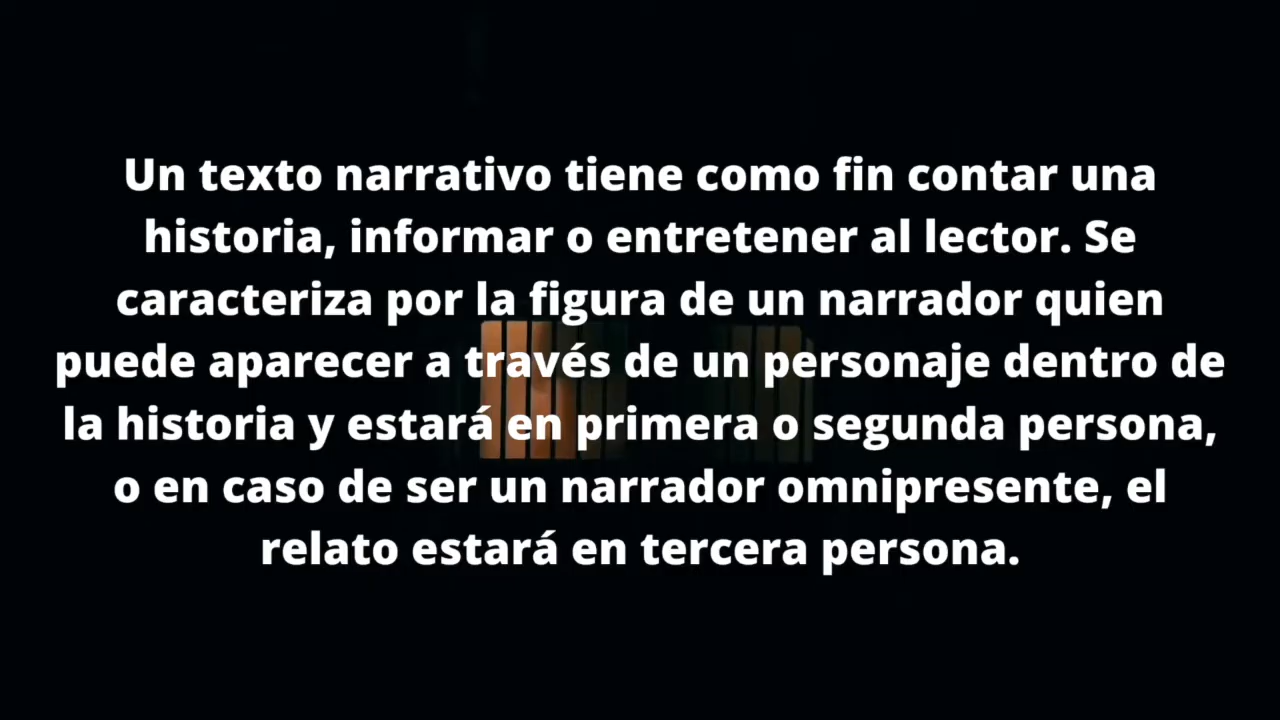 Un texto narrativo tiene como fin contar una
historia, informar o entretener al lector. Se
caracteriza por la figura de un narrador quien
puede aparecer a través de un personaje dentro de
la historia y estará en primera o segunda persona,
o en caso de ser un narrador omnipresente, el
relato estará en tercera persona.